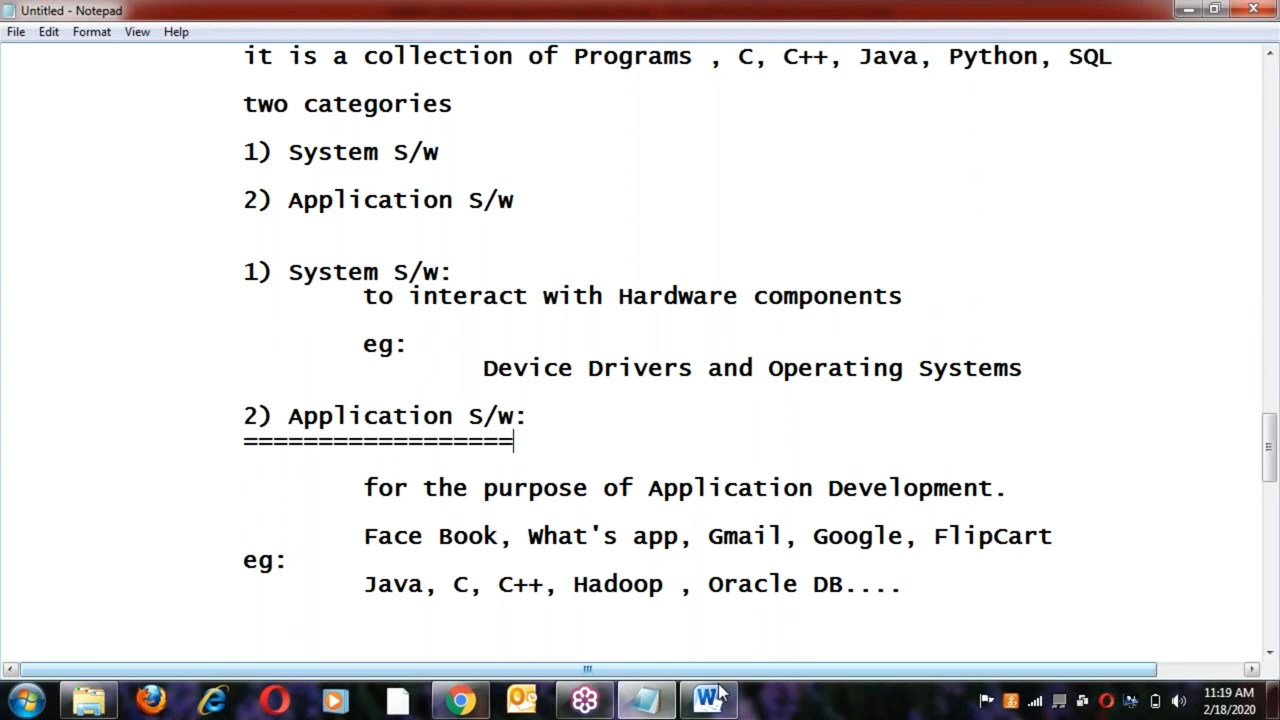 Untitled - Notepad
File Edit Format View Help
it is a collection of Programs , C, C++, Java, Python, SQL
two categories
1) System S/w
2) Application S/w
1) System S/w:
to interact with Hardware components
eg:
Device Drivers and Operating Systems
2) Application S/w:
==================
for the purpose of Application Development.
Face Book, What's app, Gmail, Google, FlipCart
eg:
Java, C, C++, Hadoop , Oracle DB....
11:19 AM
2/18/2020